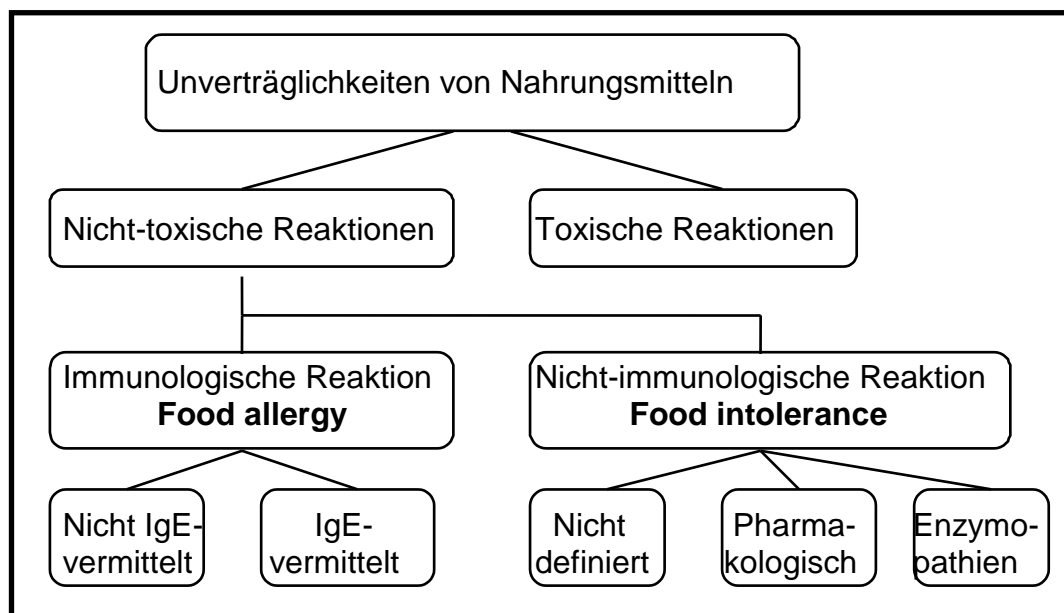 Unverträglichkeiten von Nahrungsmitteln
Nicht-toxische Reaktionen
Toxische Reaktionen
Immunologische Reaktion
Food allergy
Nicht-immunologische Reaktion
Food intolerance
Nicht IgE-
vermittelt
IgE-
vermittelt
Nicht
definiert
Pharma-
kologisch
Enzymo-
pathien